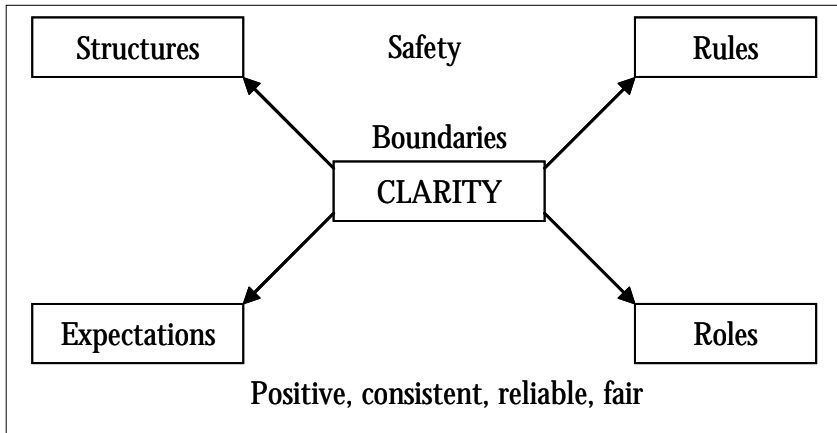 Structures
Safety
Rules
Boundaries
CLARITY
Expectations
Roles
Positive, consistent, reliable, fair